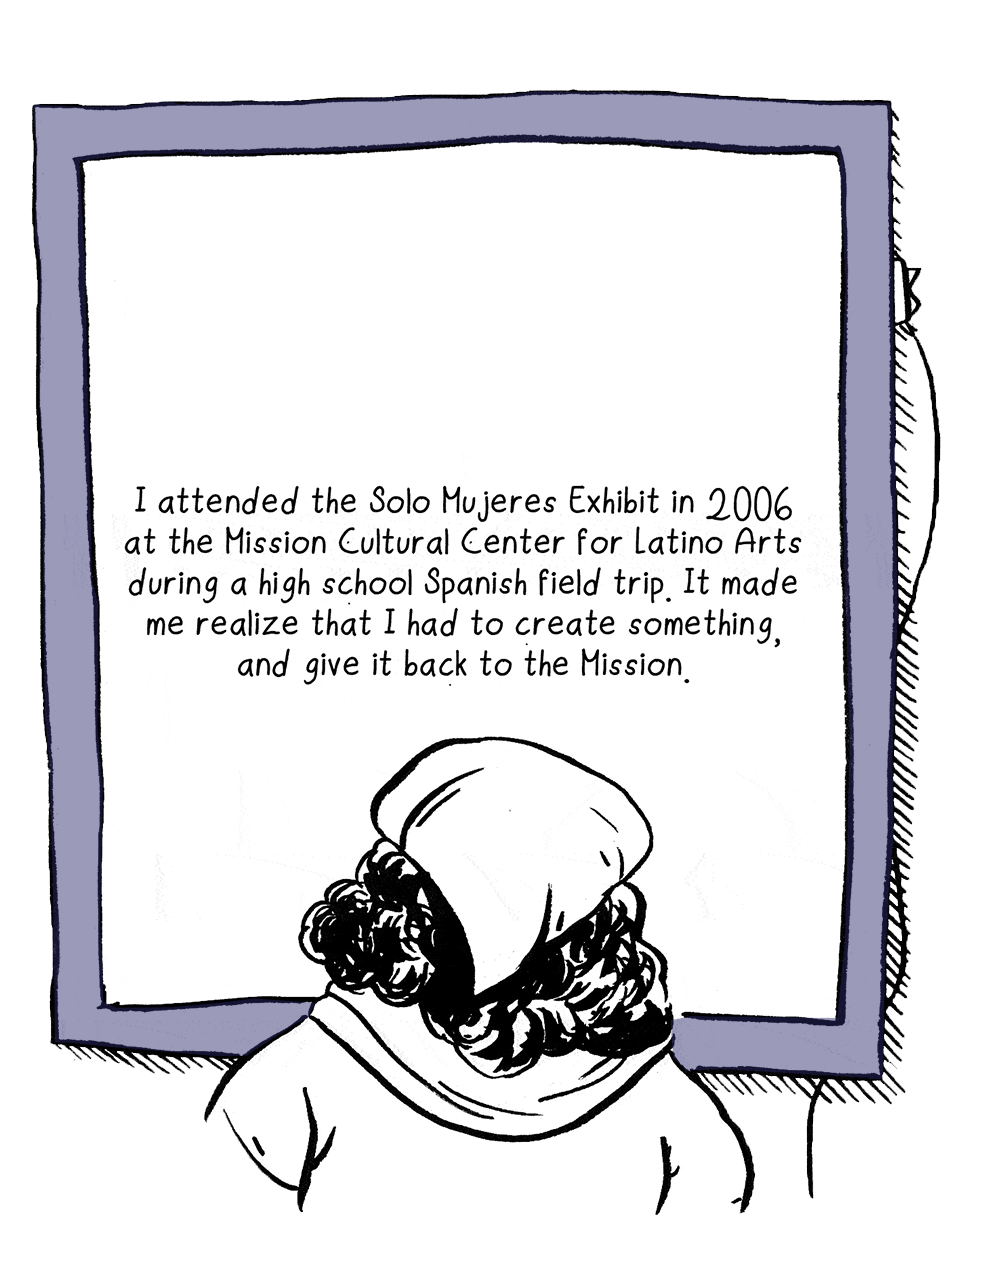 I attended the Solo Mujeres Exhibit in 2006
at the Mission Cultural Center for Latino Arts
during a high school Spanish field trip. It made
me realize that I had to create something,
and give it back to the Mission.